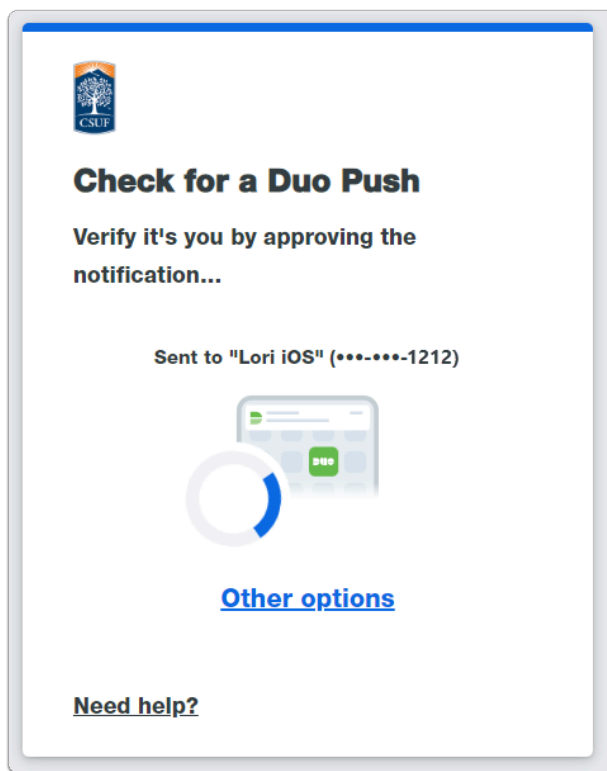 CSUF
Check for a Duo Push
Verify it's you by approving the
notification...
Sent to "Lori iOS" (•••-•••-1212)
DUO
Other options
Need help?